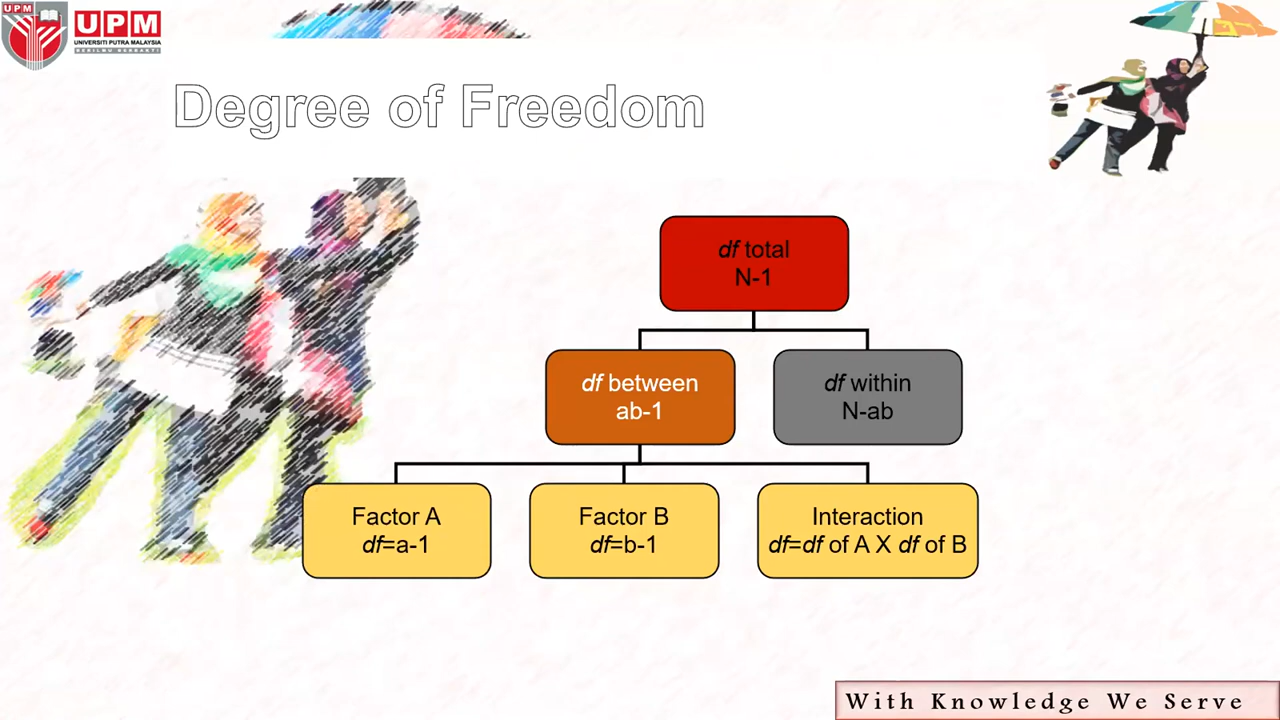 UPM
UPM
UNIVERSITI PUTRA MALAYSIA
BERILMU BERBAKTI
Degree of Freedom
df total
N-1
df between
ab-1
df within
N-ab
Factor A
df=a-1
Factor B
df=b-1
Interaction
df=df of A X df of B
With Knowledge We Serve